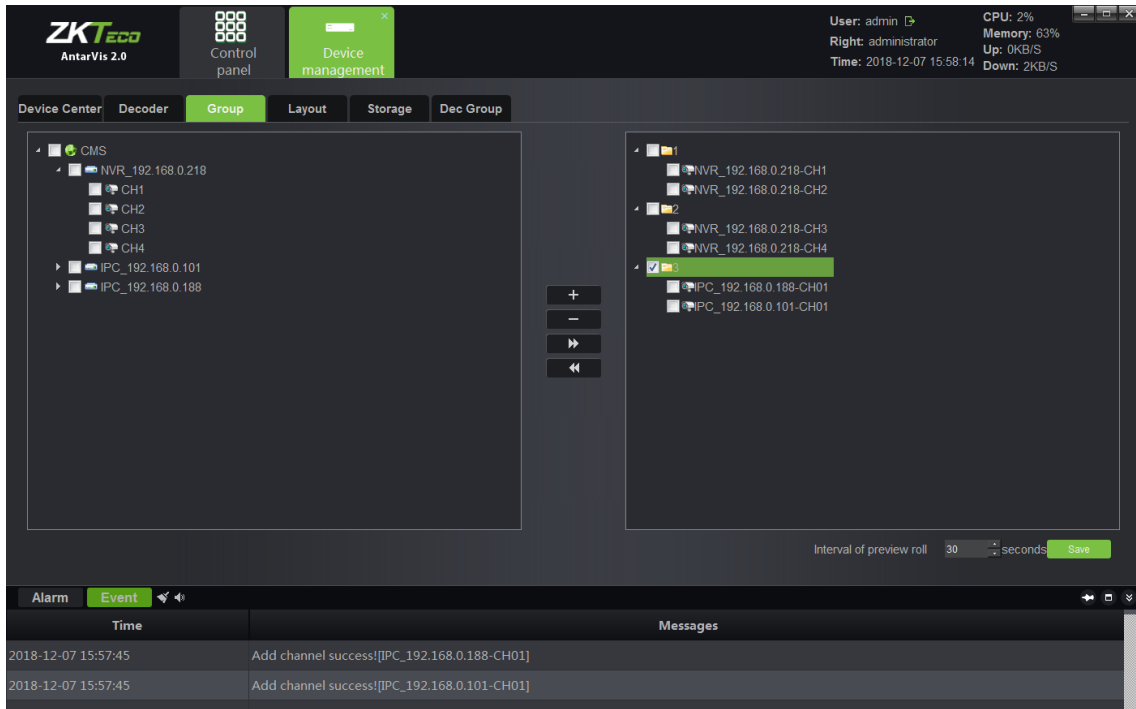 ZKTeco
AntarVis 2.0
Control
panel
Device
management
User: admin
Right: administrator
Time: 2018-12-07 15:58:14
CPU: 2%
Memory: 63%
Up: 0KB/S
Down: 2KB/S
Device Center Decoder Group Layout Storage Dec Group
CMS
NVR_192.168.0.218
CH1
CH2
CH3
CH4
IPC_192.168.0.101
IPC_192.168.0.188
1
NVR_192.168.0.218-CH1
NVR_192.168.0.218-CH2
2
NVR_192.168.0.218-CH3
NVR_192.168.0.218-CH4
3
IPC_192.168.0.188-CH01
IPC_192.168.0.101-CH01
Interval of preview roll 30 seconds Save
Alarm Event
Time Messages
2018-12-07 15:57:45 Add channel success![IPC_192.168.0.188-CH01]
2018-12-07 15:57:45 Add channel success![IPC_192.168.0.101-CH01]